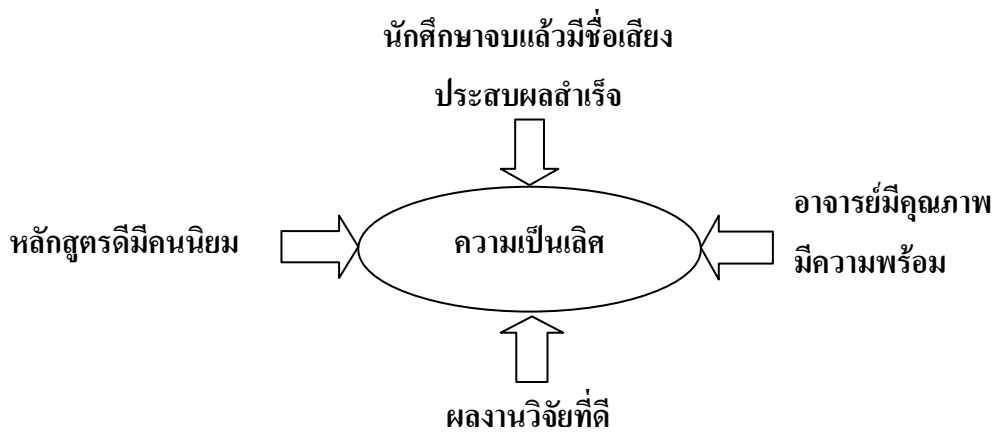 นักศึกษาจบแล้วมีชื่อเสียง
ประสบผลสำเร็จ
หลักสูตรดีมีคนนิยม
ความเป็นเลิศ
อาจารย์มีคุณภาพ
มีความพร้อม
ผลงานวิจัยที่ดี